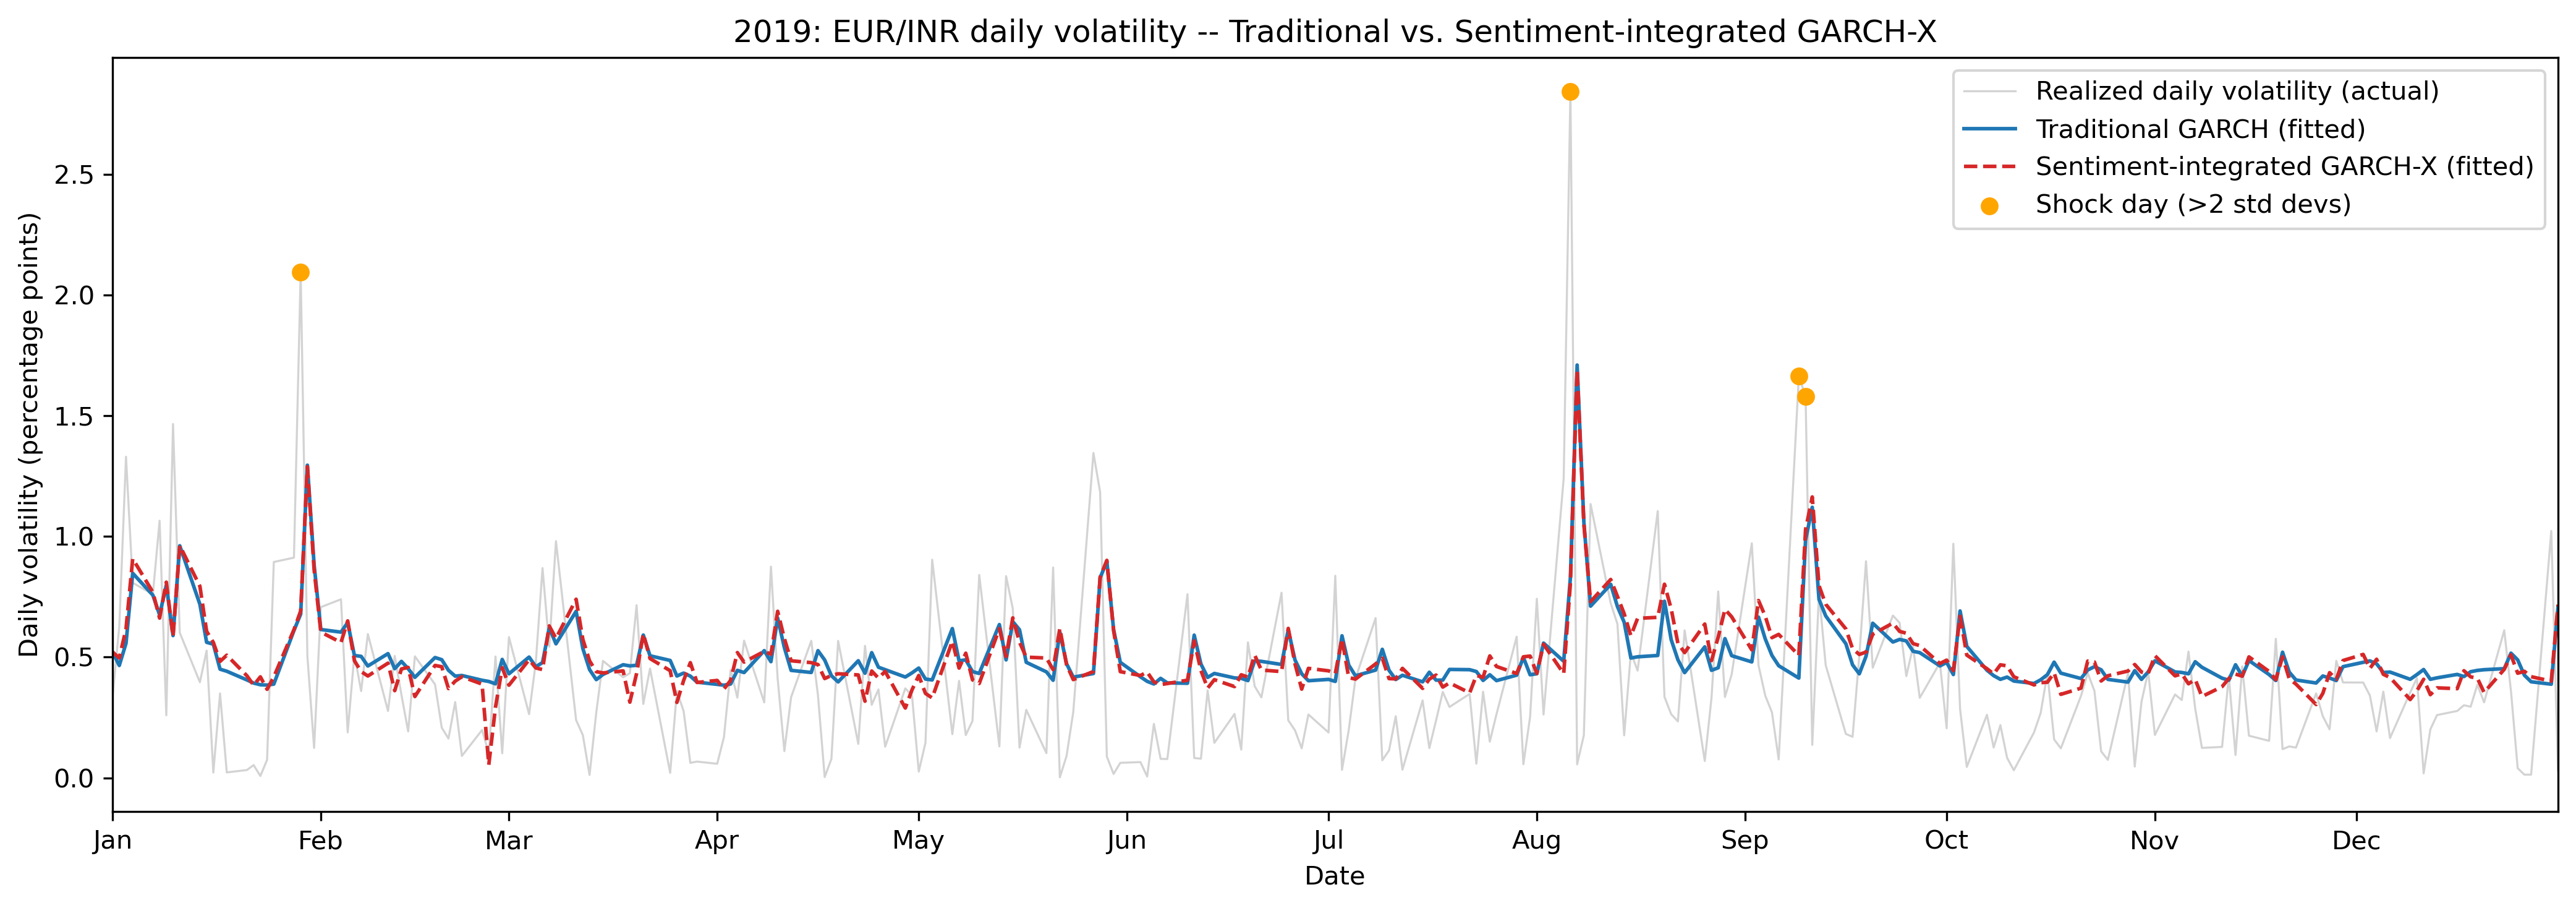 2019: EUR/INR daily volatility -- Traditional vs. Sentiment-integrated GARCH-X
Realized daily volatility (actual)
Traditional GARCH (fitted)
Sentiment-integrated GARCH-X (fitted)
Shock day (>2 std devs)
Daily volatility (percentage points)
2.5
2.0
1.5
1.0
0.5
0.0
Jan Feb Mar Apr May Jun Jul Aug Sep Oct Nov Dec
Date